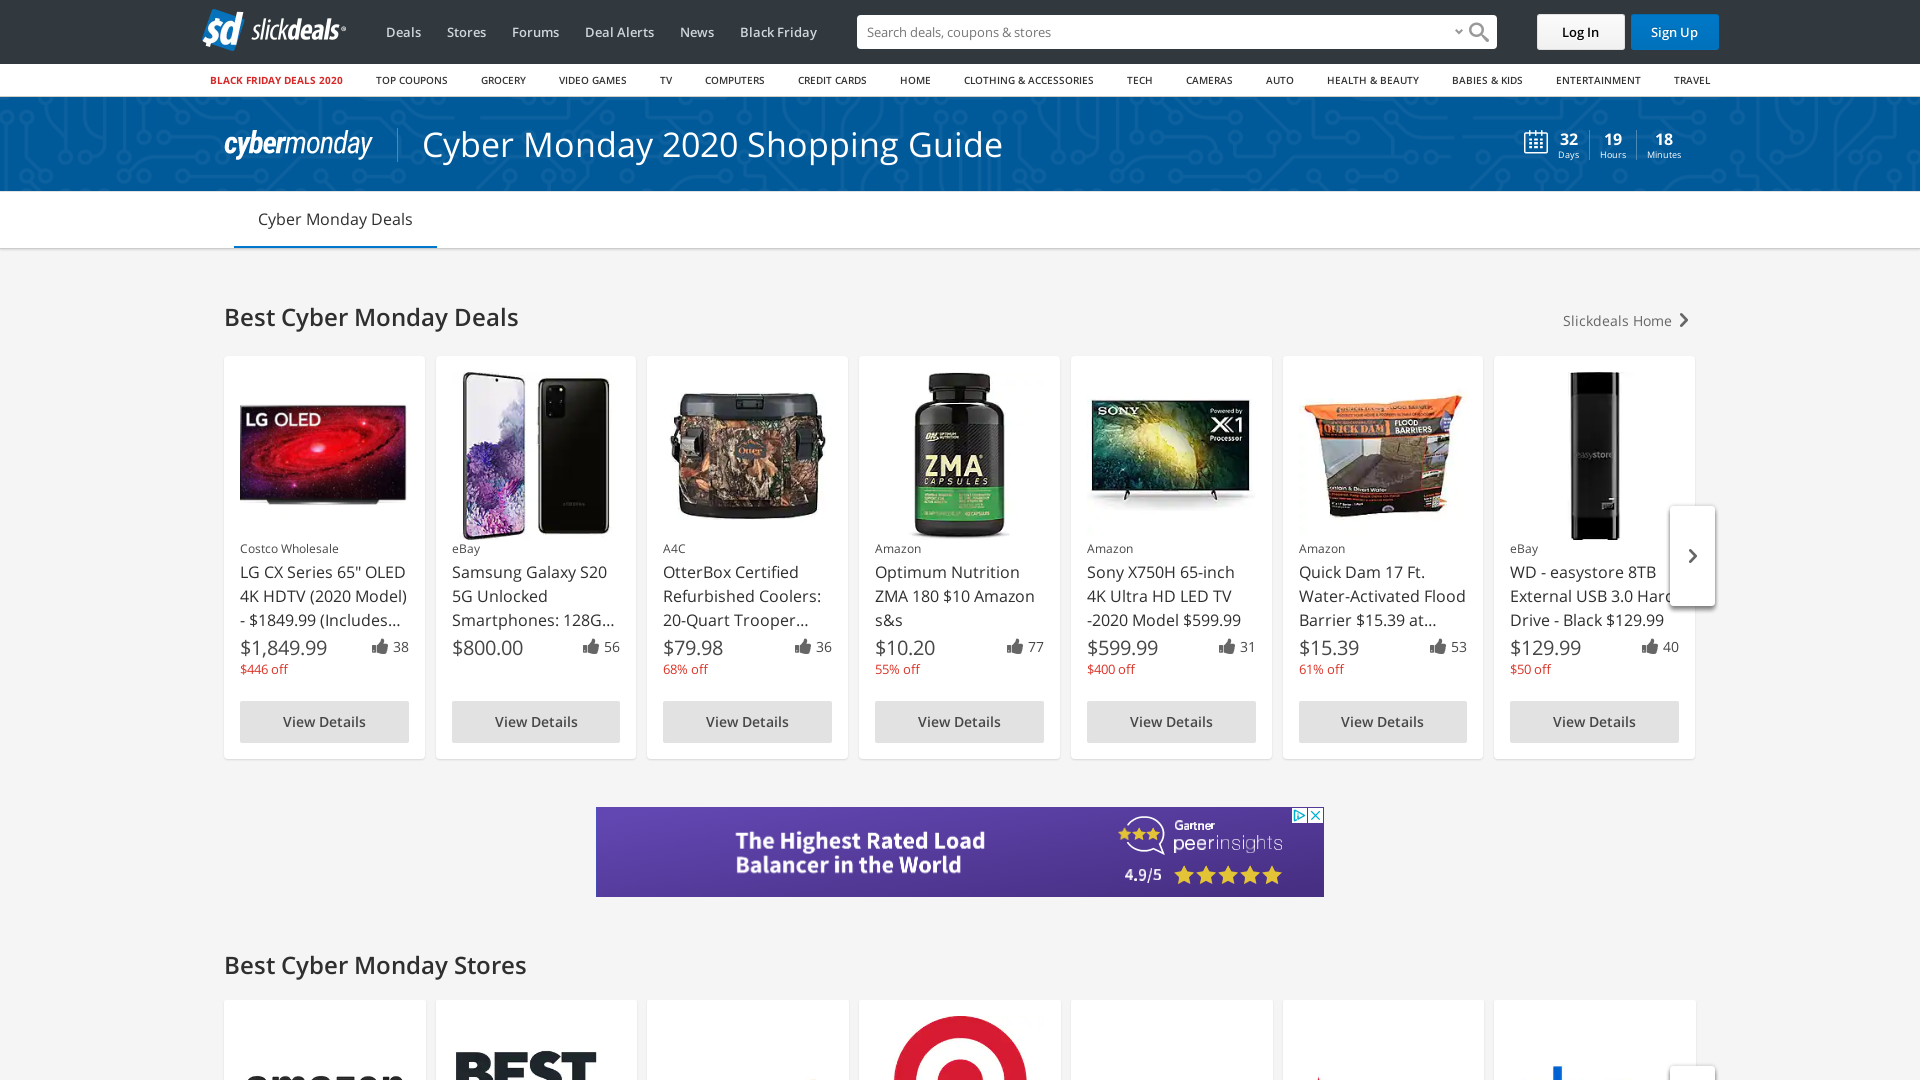 sd slickdeals
Deals
Stores
Forums
Deal Alerts
News
Black Friday
Search deals, coupons & stores
Log In
Sign Up
BLACK FRIDAY DEALS 2020
TOP COUPONS
GROCERY
VIDEO GAMES
TV
COMPUTERS
CREDIT CARDS
HOME
CLOTHING & ACCESSORIES
TECH
CAMERAS
AUTO
HEALTH & BEAUTY
BABIES & KIDS
ENTERTAINMENT
TRAVEL
cybermonday
Cyber Monday 2020 Shopping Guide
32 19 18
Days Hours Minutes
Cyber Monday Deals
Best Cyber Monday Deals
Slickdeals Home
LG OLED
Costco Wholesale
LG CX Series 65" OLED
4K HDTV (2020 Model)
- $1849.99 (Includes...
$1,849.99
38
$446 off
View Details
eBay
Samsung Galaxy S20
5G Unlocked
Smartphones: 128G...
$800.00
56
View Details
Otter
A4C
OtterBox Certified
Refurbished Coolers:
20-Quart Trooper...
$79.98
36
68% off
View Details
ON OPTIMUM NUTRITION
ZMA
CAPSULES
Amazon
Optimum Nutrition
ZMA 180 $10 Amazon
s&s
$10.20
77
55% off
View Details
SONY
Powered by
X1
Processor
Amazon
Sony X750H 65-inch
4K Ultra HD LED TV
-2020 Model $599.99
$599.99
31
$400 off
View Details
QUICK DAM
FLOOD
BARRIERS
Amazon
Quick Dam 17 Ft.
Water-Activated Flood
Barrier $15.39 at...
$15.39
53
61% off
View Details
easystore
eBay
WD - easystore 8TB
External USB 3.0 Hard
Drive - Black $129.99
$129.99
40
$50 off
View Details
The Highest Rated Load
Balancer in the World
Gartner
peerinsights
4.9/5
Best Cyber Monday Stores
amazon
BEST